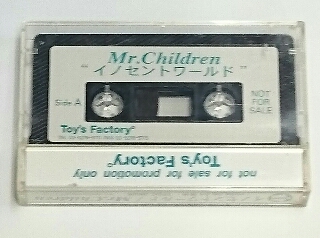 Mr.Children
"イノセントワールド"
Side A
NOT
FOR
SALE
Toy's Factory®
Toy's Factory®
not for sale for promotion only